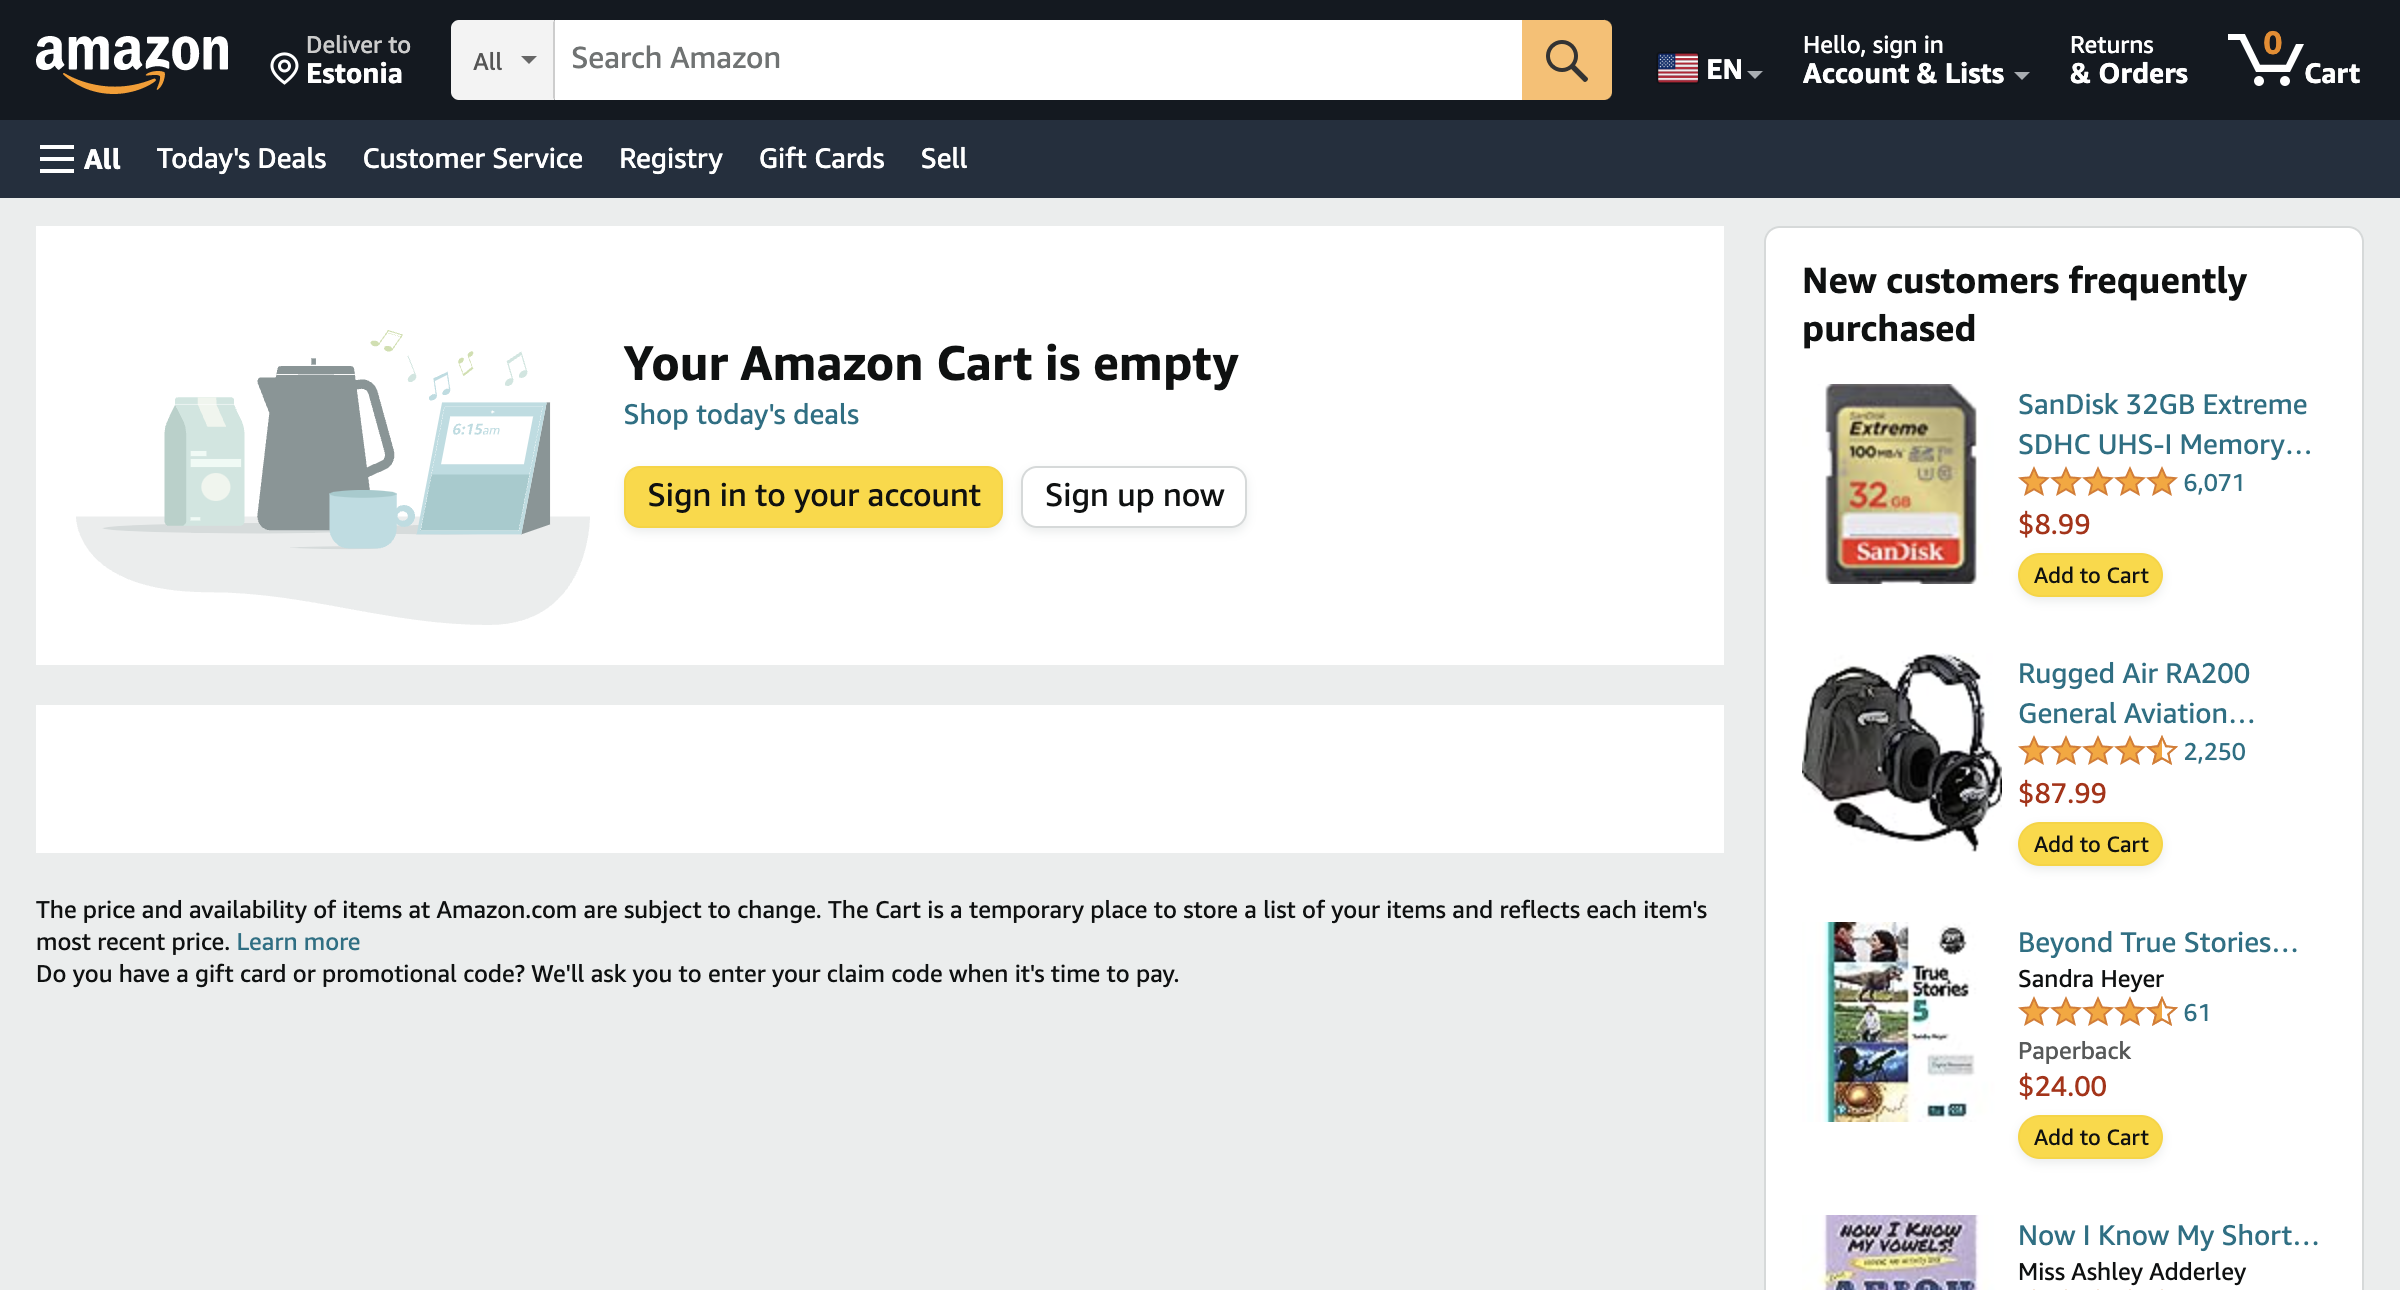 amazon
Deliver to
Estonia
All
Search Amazon
EN
Hello, sign in
Account & Lists
Returns
& Orders
0
Cart
All
Today's Deals
Customer Service
Registry
Gift Cards
Sell
6:15am
Your Amazon Cart is empty
Shop today's deals
Sign in to your account
Sign up now
The price and availability of items at Amazon.com are subject to change. The Cart is a temporary place to store a list of your items and reflects each item's
most recent price. Learn more
Do you have a gift card or promotional code? We'll ask you to enter your claim code when it's time to pay.
New customers frequently
purchased
SanDisk
Extreme
100MB/s
32GB
SanDisk
SanDisk 32GB Extreme
SDHC UHS-I Memory…
6,071
$8.99
Add to Cart
Rugged Air RA200
General Aviation…
2,250
$87.99
Add to Cart
True
Stories
5
Sandra Heyer
Beyond True Stories…
Sandra Heyer
61
Paperback
$24.00
Add to Cart
NOW I KNOW
MY VOWELS!
Now I Know My Short…
Miss Ashley Adderley